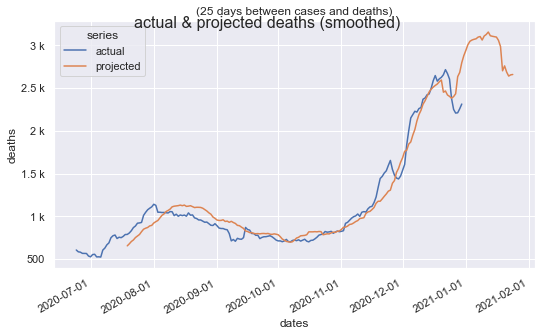 (25 days between cases and deaths)
actual & projected deaths (smoothed)
series
actual
projected
3 k
2.5 k
2 k
1.5 k
1 k
500
deaths
2020-07-01
2020-08-01
2020-09-01
2020-10-01
2020-11-01
2020-12-01
2021-01-01
2021-02-01
dates